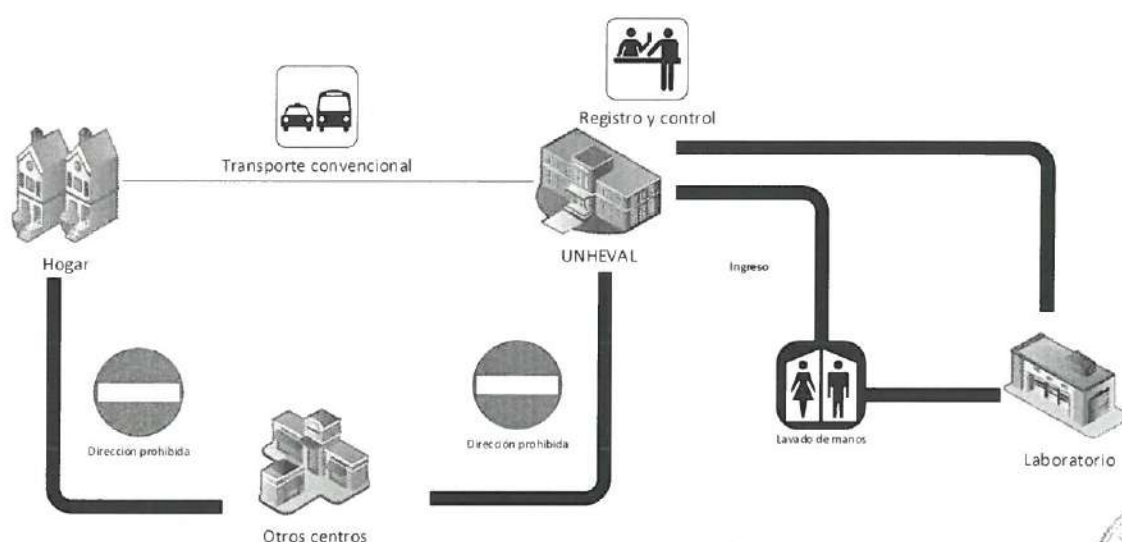 Registro y control
Transporte convencional
Hogar
UNHEVAL
Ingreso
Dirección prohibida
Dirección prohibida
Lavado de manos
Laboratorio
Otros centros